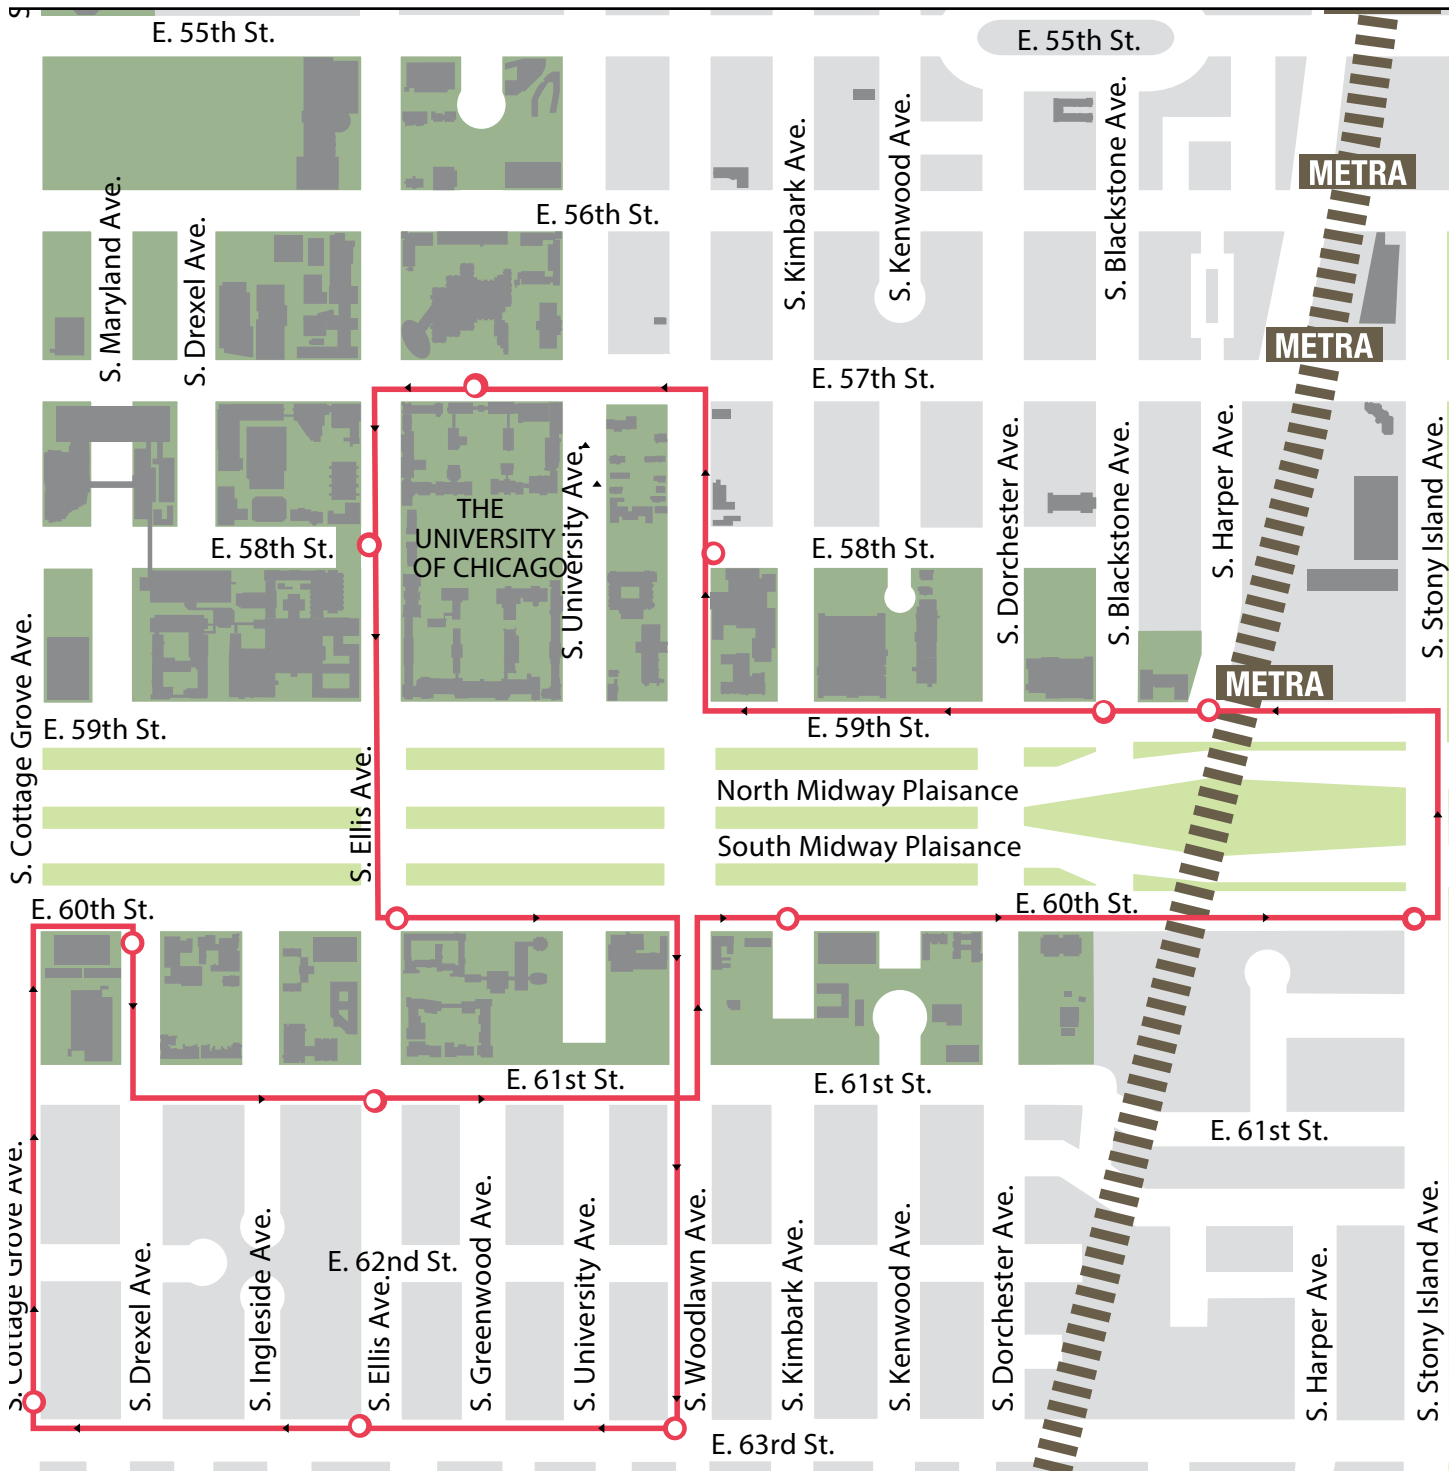 E. 55th St.
E. 55th St.
METRA
S. Maryland Ave.
S. Drexel Ave.
E. 56th St.
S. Kimbark Ave.
S. Kenwood Ave.
S. Blackstone Ave.
METRA
E. 57th St.
THE
UNIVERSITY
OF CHICAGO
S. University Ave.
E. 58th St.
E. 58th St.
S. Dorchester Ave.
S. Blackstone Ave.
S. Harper Ave.
S. Stony Island Ave.
METRA
S. Cottage Grove Ave.
E. 59th St.
E. 59th St.
S. Ellis Ave.
North Midway Plaisance
South Midway Plaisance
E. 60th St.
E. 60th St.
E. 61st St.
E. 61st St.
E. 61st St.
S. Cottage Grove Ave.
S. Drexel Ave.
S. Ingleside Ave.
E. 62nd St.
S. Ellis Ave.
S. Greenwood Ave.
S. University Ave.
S. Woodlawn Ave.
S. Kimbark Ave.
S. Kenwood Ave.
S. Dorchester Ave.
S. Harper Ave.
S. Stony Island Ave.
E. 63rd St.